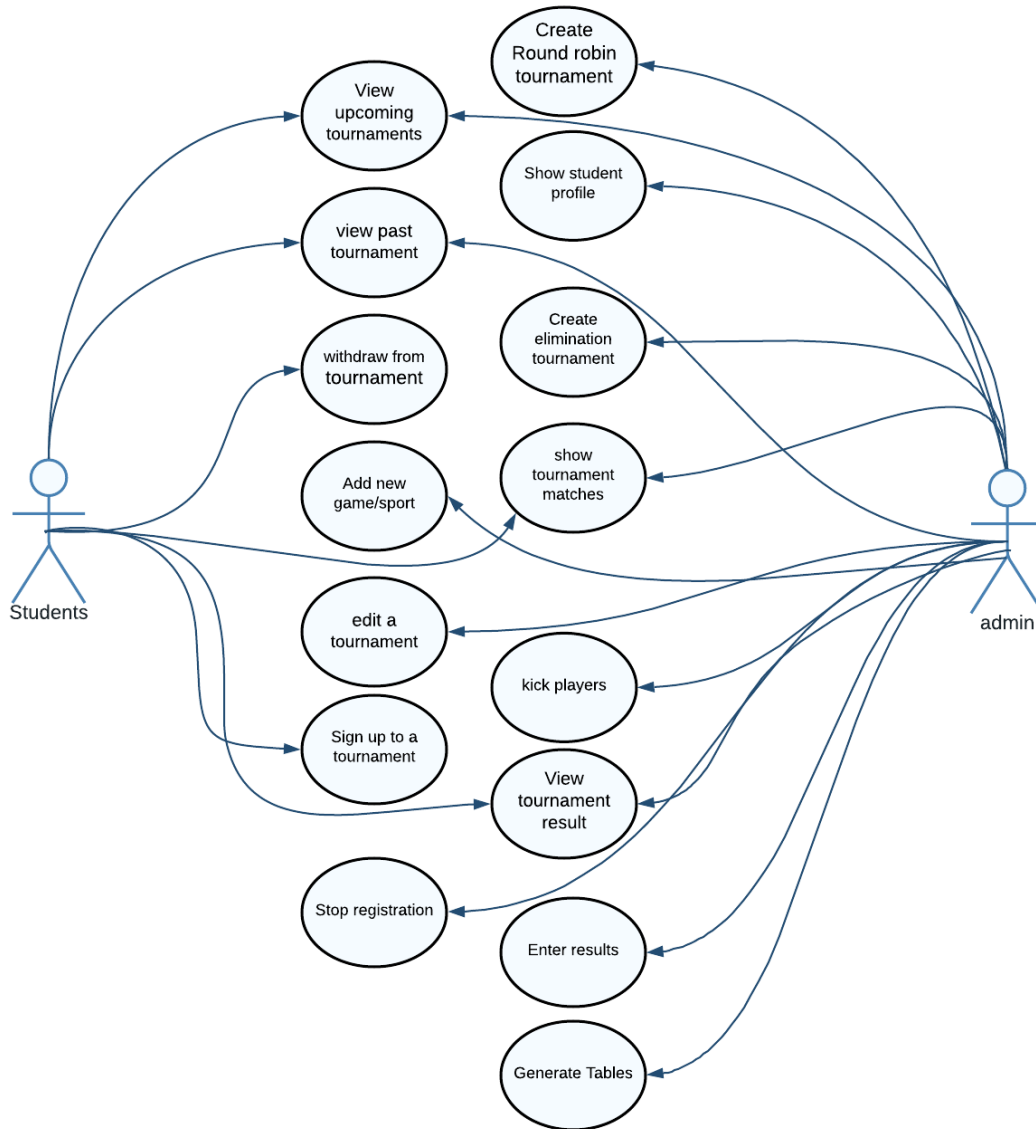 Create
Round robin
tournament
View
upcoming
tournaments
Show student
profile
view past
tournament
Create
elimination
tournament
withdraw from
tournament
show
tournament
matches
Add new
game/sport
Students
admin
edit a
tournament
kick players
Sign up to a
tournament
View
tournament
result
Stop registration
Enter results
Generate Tables